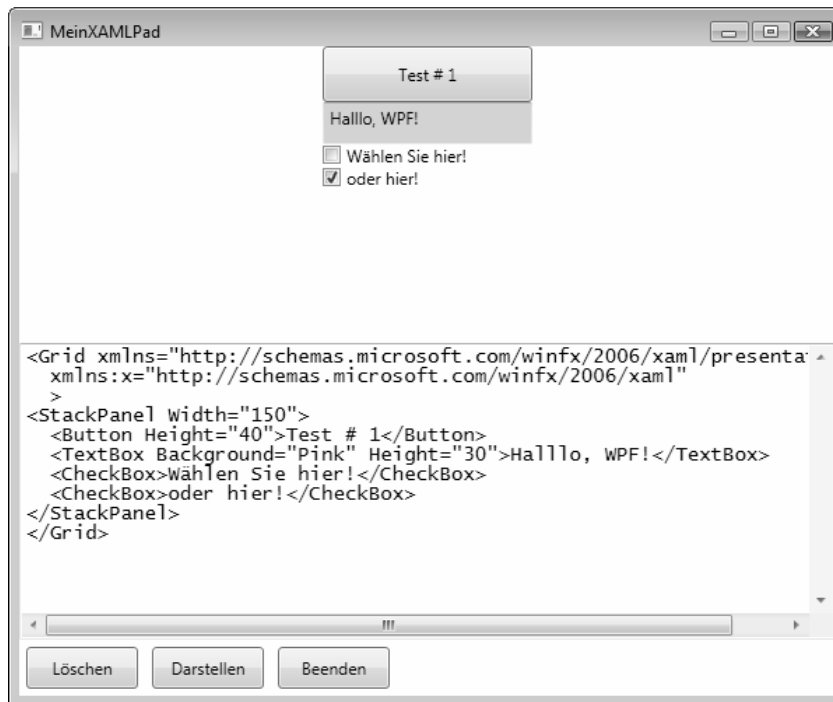 MeinXAMLPad
Test # 1
Halllo, WPF!
Wählen Sie hier!
oder hier!
<Grid xmlns="http://schemas.microsoft.com/winfx/2006/xaml/presenta
xmlns:x="http://schemas.microsoft.com/winfx/2006/xaml"
>
<StackPanel Width="150">
<Button Height="40">Test # 1</Button>
<TextBox Background="Pink" Height="30">Halllo, WPF!</TextBox>
<CheckBox>Wählen Sie hier!</CheckBox>
<CheckBox>oder hier!</CheckBox>
</StackPanel>
</Grid>
Löschen Darstellen Beenden